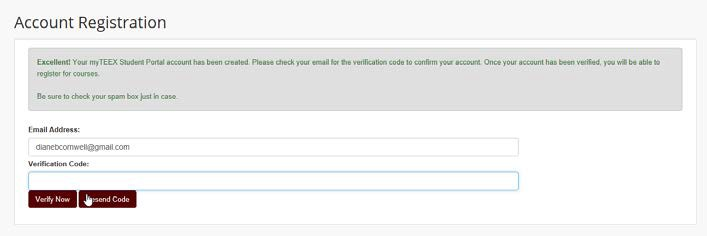 Account Registration
Excellent! Your myTEEX Student Portal account has been created. Please check your email for the verification code to confirm your account. Once your account has been verified, you will be able to
register for courses.
Be sure to check your spam box just in case.
Email Address:
dianebcornwell@gmail.com
Verification Code:
Verify Now
Code